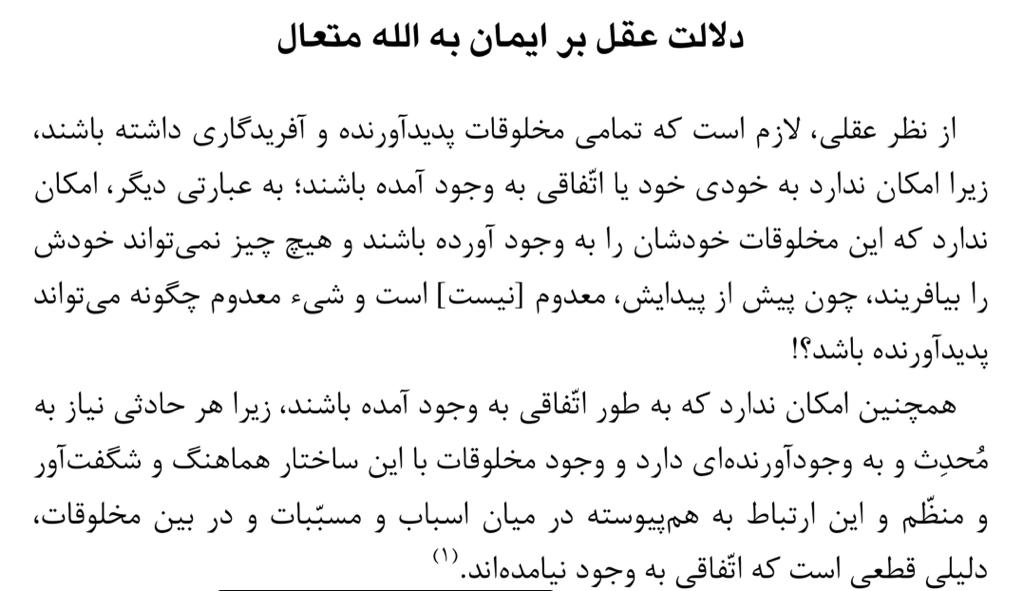 دلالت عقل بر ایمان به الله متعال
از نظر عقلی، لازم است که تمامی مخلوقات پدیدآورنده و آفریدگاری داشته باشند،
زیرا امکان ندارد به خودی خود یا اتّفاقی به وجود آمده باشند؛ به عبارتی دیگر، امکان
ندارد که این مخلوقات خودشان را به وجود آورده باشند و هیچ چیز نمی‌تواند خودش
را بیافریند، چون پیش از پیدایش، معدوم [نیست] است و شیء معدوم چگونه می‌تواند
پدیدآورنده باشد؟!
همچنین امکان ندارد که به طور اتّفاقی به وجود آمده باشند، زیرا هر حادثی نیاز به
مُحدِث و به وجودآورنده‌ای دارد و وجود مخلوقات با این ساختار هماهنگ و شگفت‌آور
و منظّم و این ارتباط به هم‌پیوسته در میان اسباب و مسبّبات و در بین مخلوقات،
دلیلی قطعی است که اتّفاقی به وجود نیامده‌اند.(۱)